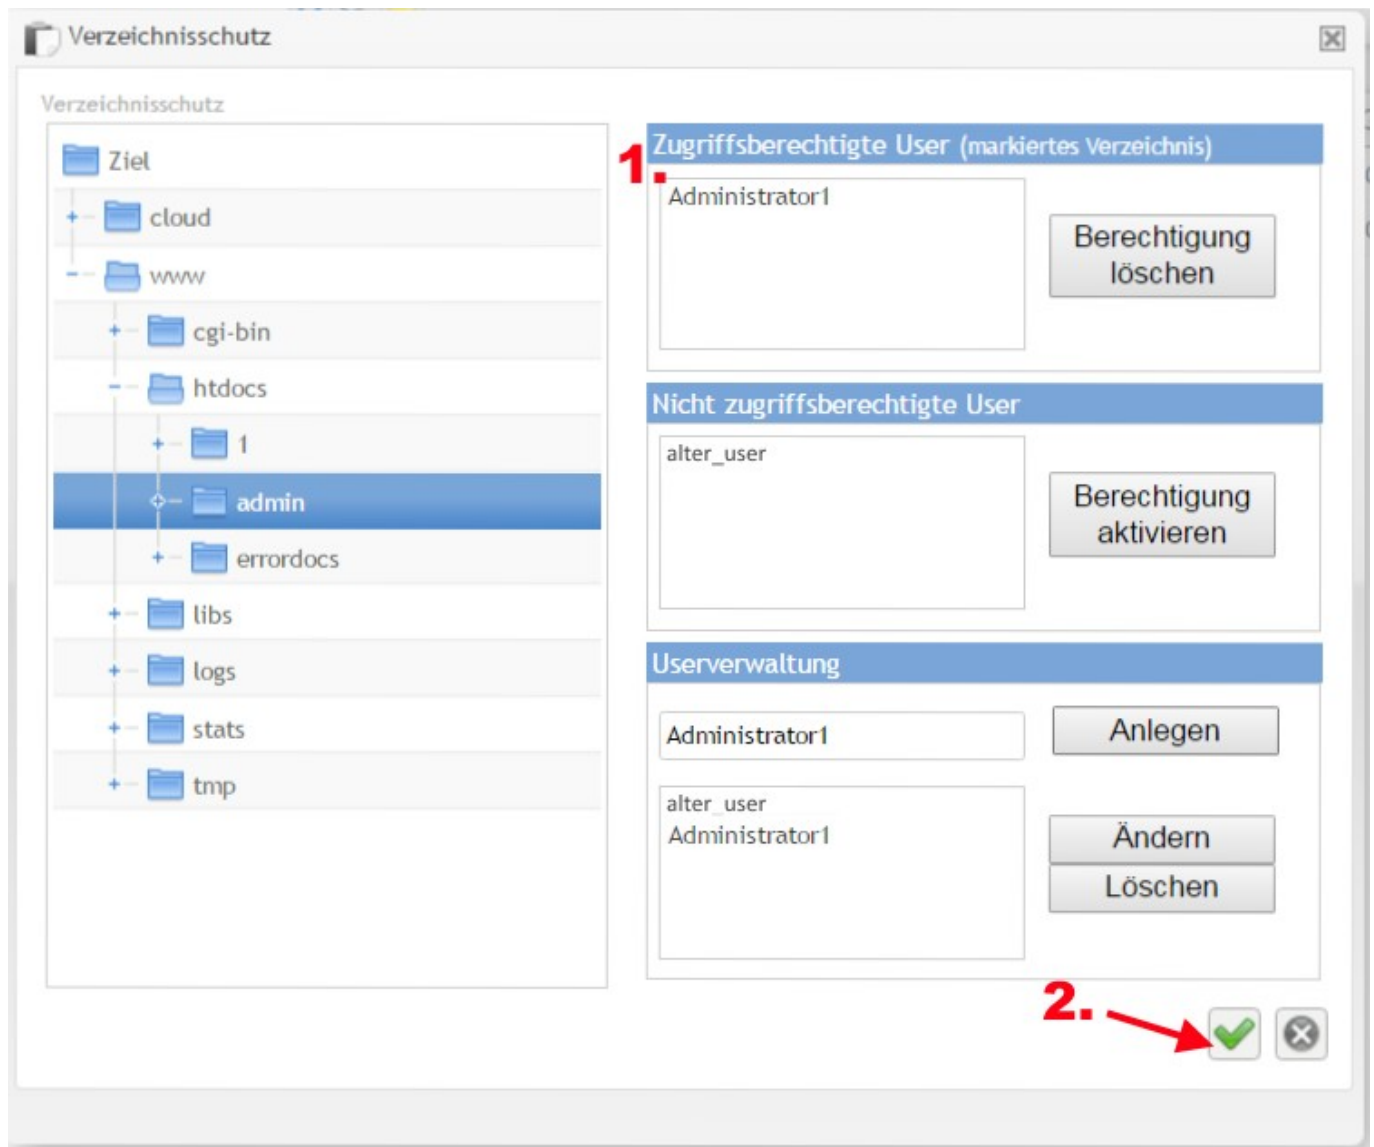 Verzeichnisschutz
Verzeichnisschutz
Ziel
cloud
www
cgi-bin
htdocs
1
admin
errordocs
libs
logs
stats
tmp
1.
Zugriffsberechtigte User (markiertes Verzeichnis)
Administrator1
Berechtigung
löschen
Nicht zugriffsberechtigte User
alter_user
Berechtigung
aktivieren
Userverwaltung
Administrator1
Anlegen
alter_user
Administrator1
Ändern
Löschen
2.